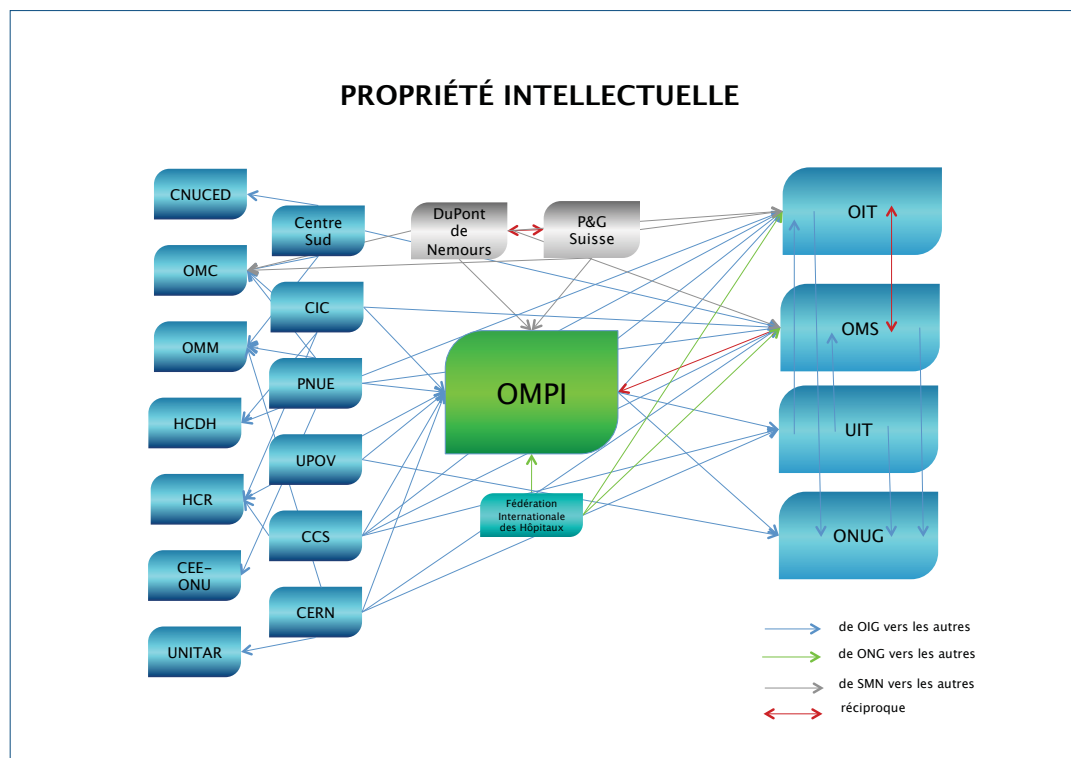 PROPRIÉTÉ INTELLECTUELLE
CNUCED
Centre
Sud
DuPont
de
Nemours
P&G
Suisse
OIT
OMC
CIC
OMS
OMM
OMPI
PNUE
HCDH
UIT
UPOV
HCR
Fédération
Internationale
des Hôpitaux
CCS
ONUG
CEE-
ONU
CERN
UNITAR
de OIG vers les autres
de ONG vers les autres
de SMN vers les autres
réciproque